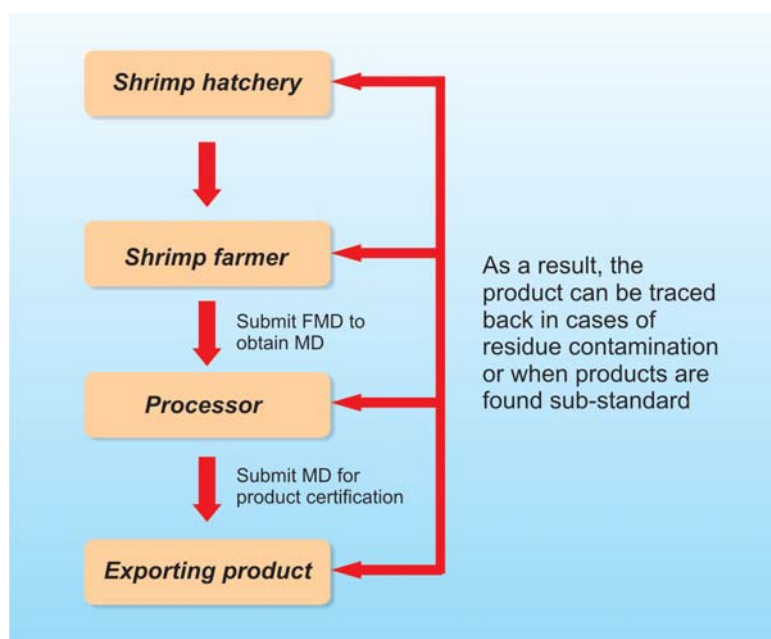 Shrimp hatchery
Shrimp farmer
Submit FMD to
obtain MD
Processor
Submit MD for
product certification
Exporting product
As a result, the
product can be traced
back in cases of
residue contamination
or when products are
found sub-standard